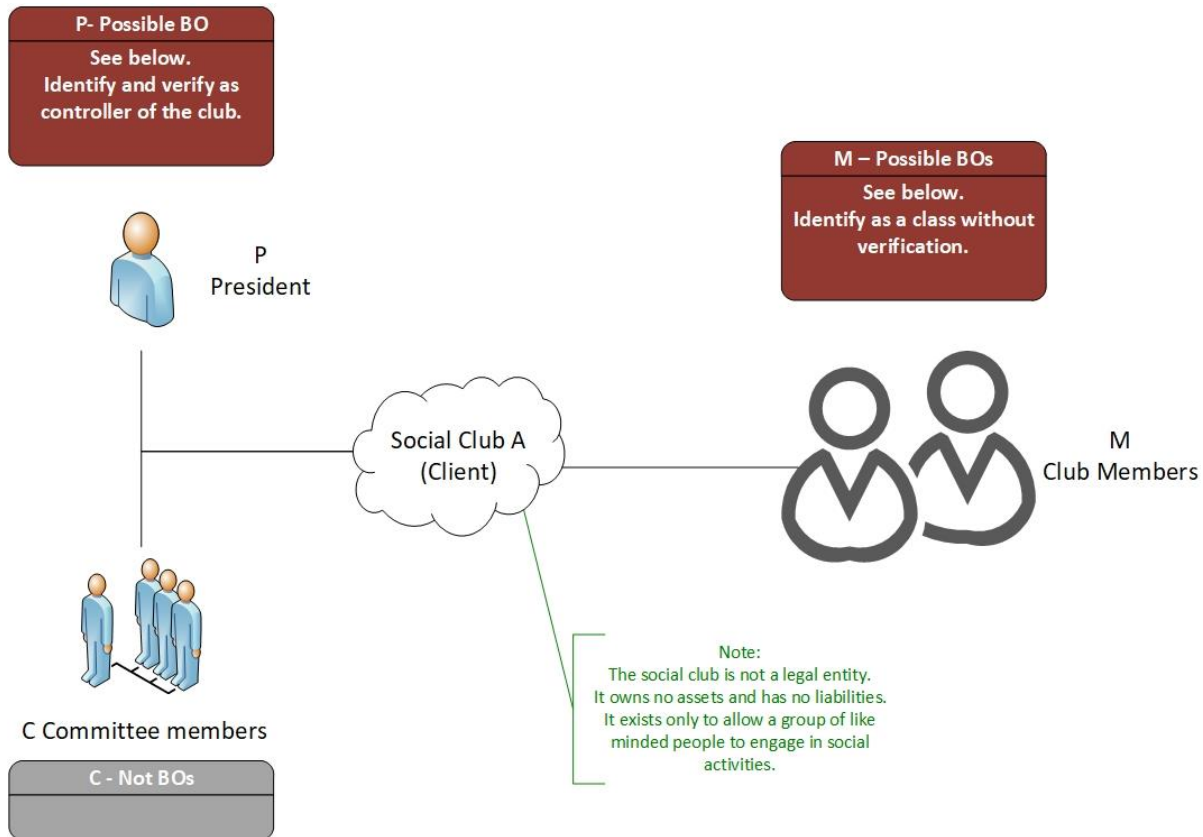 P- Possible BO
See below.
Identify and verify as
controller of the club.
M – Possible BOs
See below.
Identify as a class without
verification.
P
President
Social Club A
(Client)
M
Club Members
Note:
The social club is not a legal entity.
It owns no assets and has no liabilities.
It exists only to allow a group of like
minded people to engage in social
activities.
C Committee members
C - Not BOs